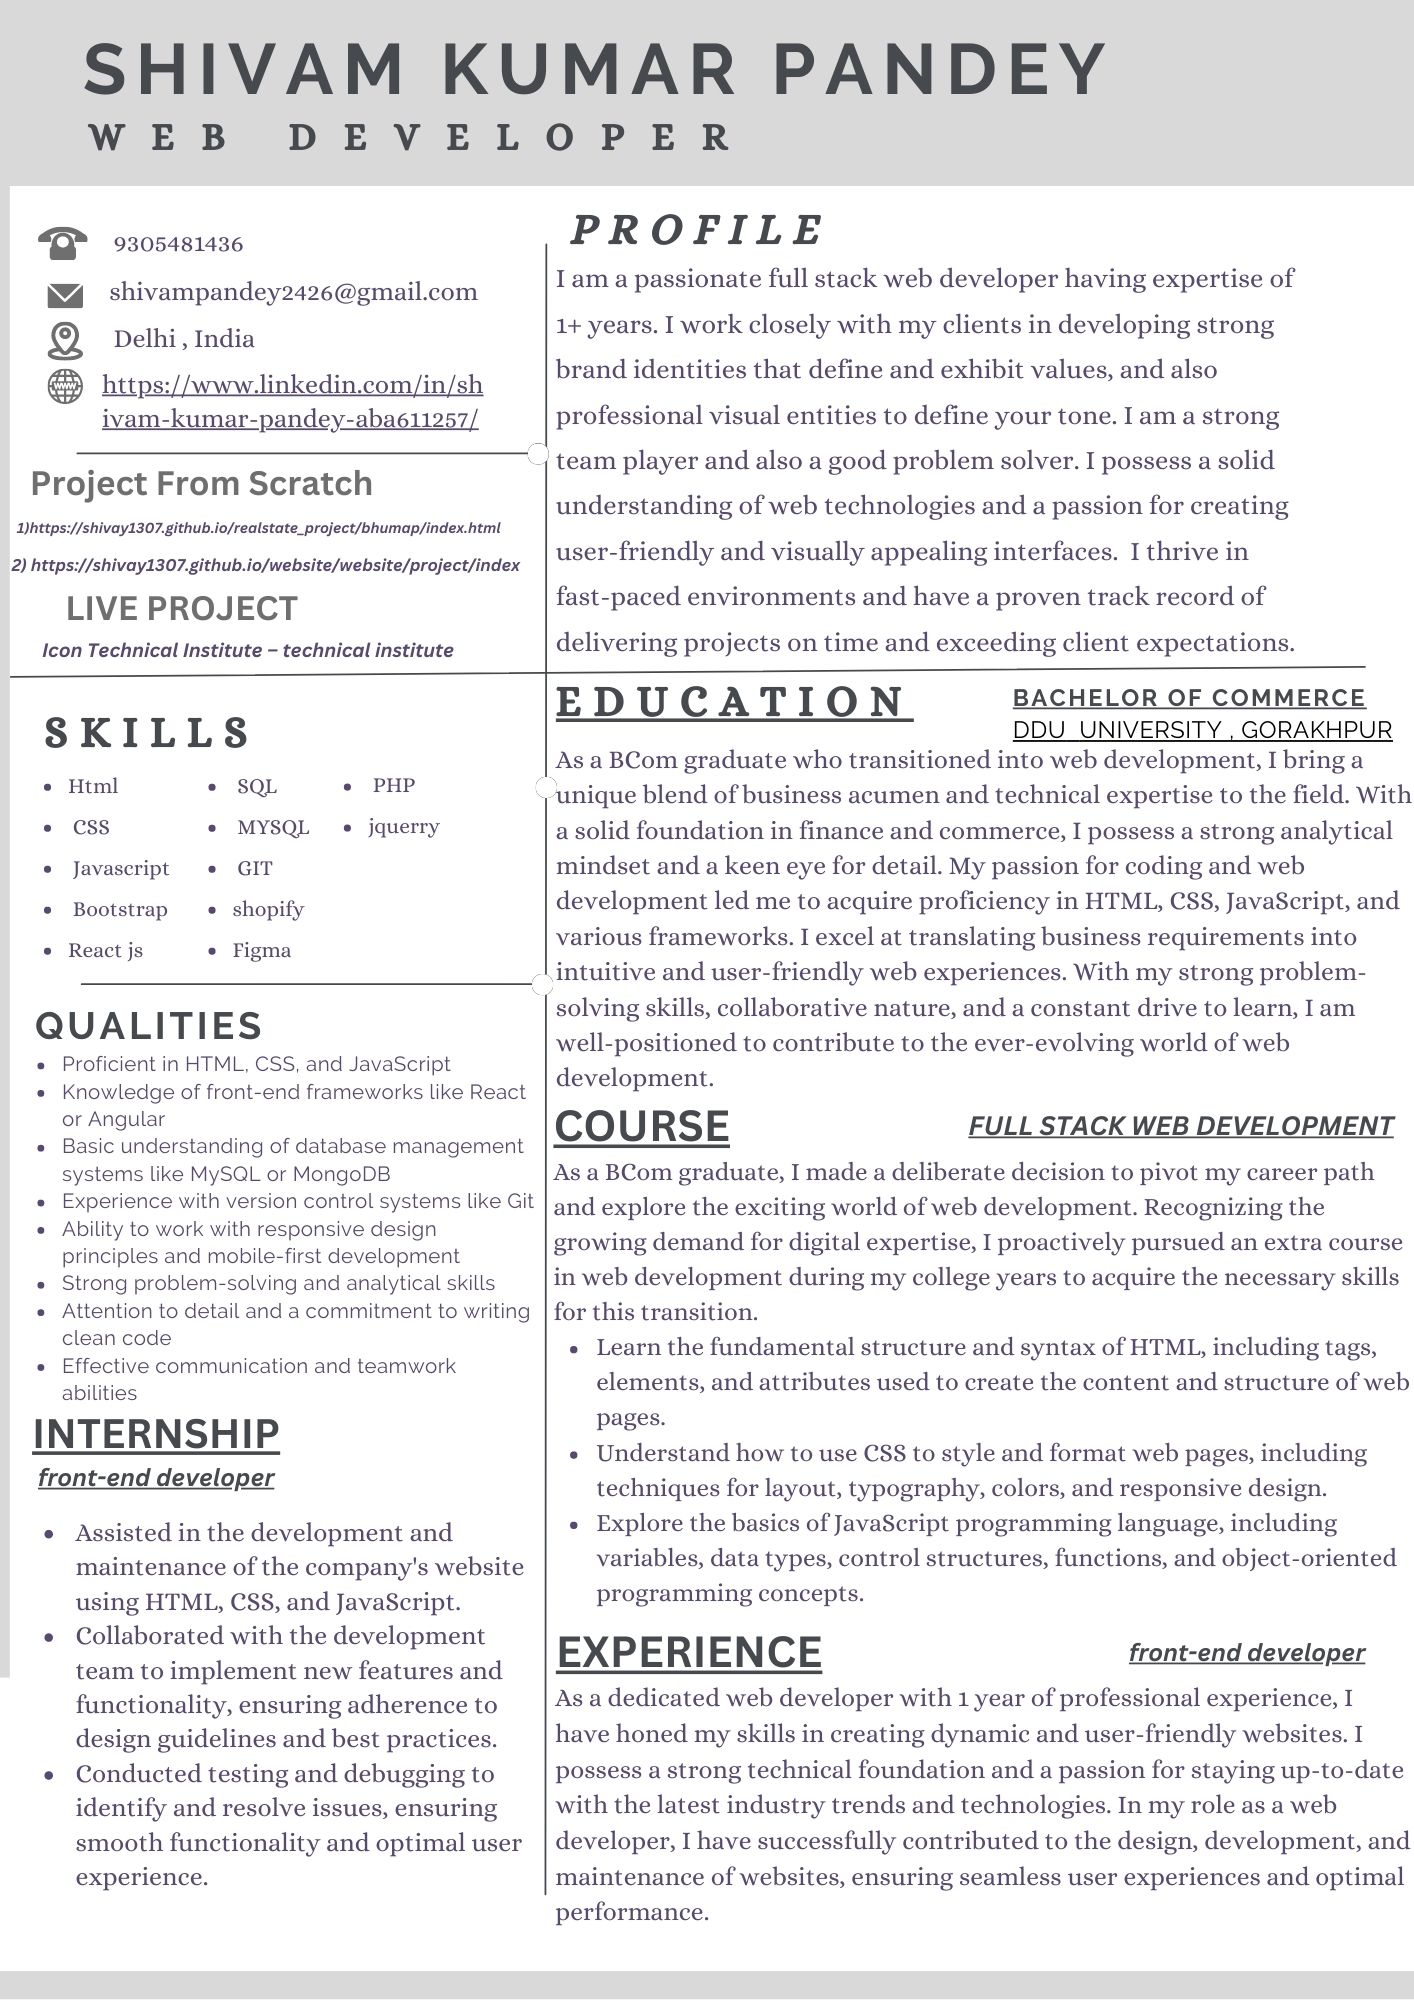 SHIVAM KUMAR PANDEY
WEB DEVELOPER
9305481436
shivampandey2426@gmail.com
Delhi , India
https://www.linkedin.com/in/sh
ivam-kumar-pandey-aba611257/
Project From Scratch
1)https://shivay1307.github.io/realstate_project/bhumap/index.html
2) https://shivay1307.github.io/website/website/project/index
LIVE PROJECT
Icon Technical Institute – technical institute
SKILLS
• Html
• CSS
• Javascript
• Bootstrap
• React js
• SQL
• MYSQL
• GIT
• shopify
• Figma
• PHP
• jquerry
QUALITIES
• Proficient in HTML, CSS, and JavaScript
• Knowledge of front-end frameworks like React
or Angular
• Basic understanding of database management
systems like MySQL or MongoDB
• Experience with version control systems like Git
• Ability to work with responsive design
principles and mobile-first development
• Strong problem-solving and analytical skills
• Attention to detail and a commitment to writing
clean code
• Effective communication and teamwork
abilities
INTERNSHIP
front-end developer
• Assisted in the development and
maintenance of the company's website
using HTML, CSS, and JavaScript.
• Collaborated with the development
team to implement new features and
functionality, ensuring adherence to
design guidelines and best practices.
• Conducted testing and debugging to
identify and resolve issues, ensuring
smooth functionality and optimal user
experience.
PROFILE
I am a passionate full stack web developer having expertise of
1+ years. I work closely with my clients in developing strong
brand identities that define and exhibit values, and also
professional visual entities to define your tone. I am a strong
team player and also a good problem solver. I possess a solid
understanding of web technologies and a passion for creating
user-friendly and visually appealing interfaces. I thrive in
fast-paced environments and have a proven track record of
delivering projects on time and exceeding client expectations.
EDUCATION
BACHELOR OF COMMERCE
DDU UNIVERSITY , GORAKHPUR
As a BCom graduate who transitioned into web development, I bring a
unique blend of business acumen and technical expertise to the field. With
a solid foundation in finance and commerce, I possess a strong analytical
mindset and a keen eye for detail. My passion for coding and web
development led me to acquire proficiency in HTML, CSS, JavaScript, and
various frameworks. I excel at translating business requirements into
intuitive and user-friendly web experiences. With my strong problem-
solving skills, collaborative nature, and a constant drive to learn, I am
well-positioned to contribute to the ever-evolving world of web
development.
COURSE
FULL STACK WEB DEVELOPMENT
As a BCom graduate, I made a deliberate decision to pivot my career path
and explore the exciting world of web development. Recognizing the
growing demand for digital expertise, I proactively pursued an extra course
in web development during my college years to acquire the necessary skills
for this transition.
• Learn the fundamental structure and syntax of HTML, including tags,
elements, and attributes used to create the content and structure of web
pages.
• Understand how to use CSS to style and format web pages, including
techniques for layout, typography, colors, and responsive design.
• Explore the basics of JavaScript programming language, including
variables, data types, control structures, functions, and object-oriented
programming concepts.
EXPERIENCE
front-end developer
As a dedicated web developer with 1 year of professional experience, I
have honed my skills in creating dynamic and user-friendly websites. I
possess a strong technical foundation and a passion for staying up-to-date
with the latest industry trends and technologies. In my role as a web
developer, I have successfully contributed to the design, development, and
maintenance of websites, ensuring seamless user experiences and optimal
performance.